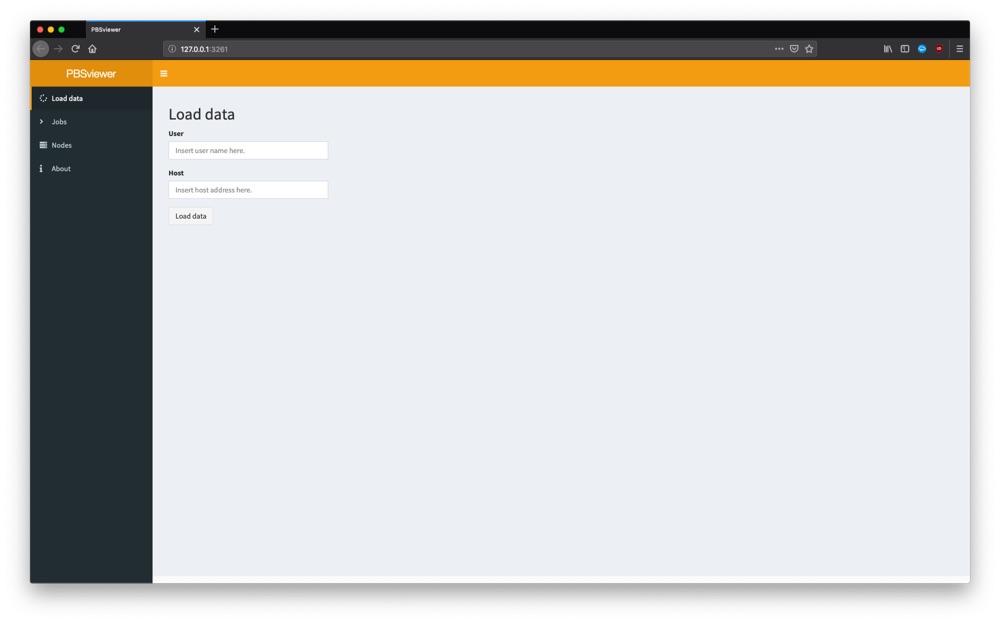 PBSviewer
127.0.0.1:3261
PBSviewer
Load data
Jobs
Nodes
About
Load data
User
Insert user name here.
Host
Insert host address here.
Load data